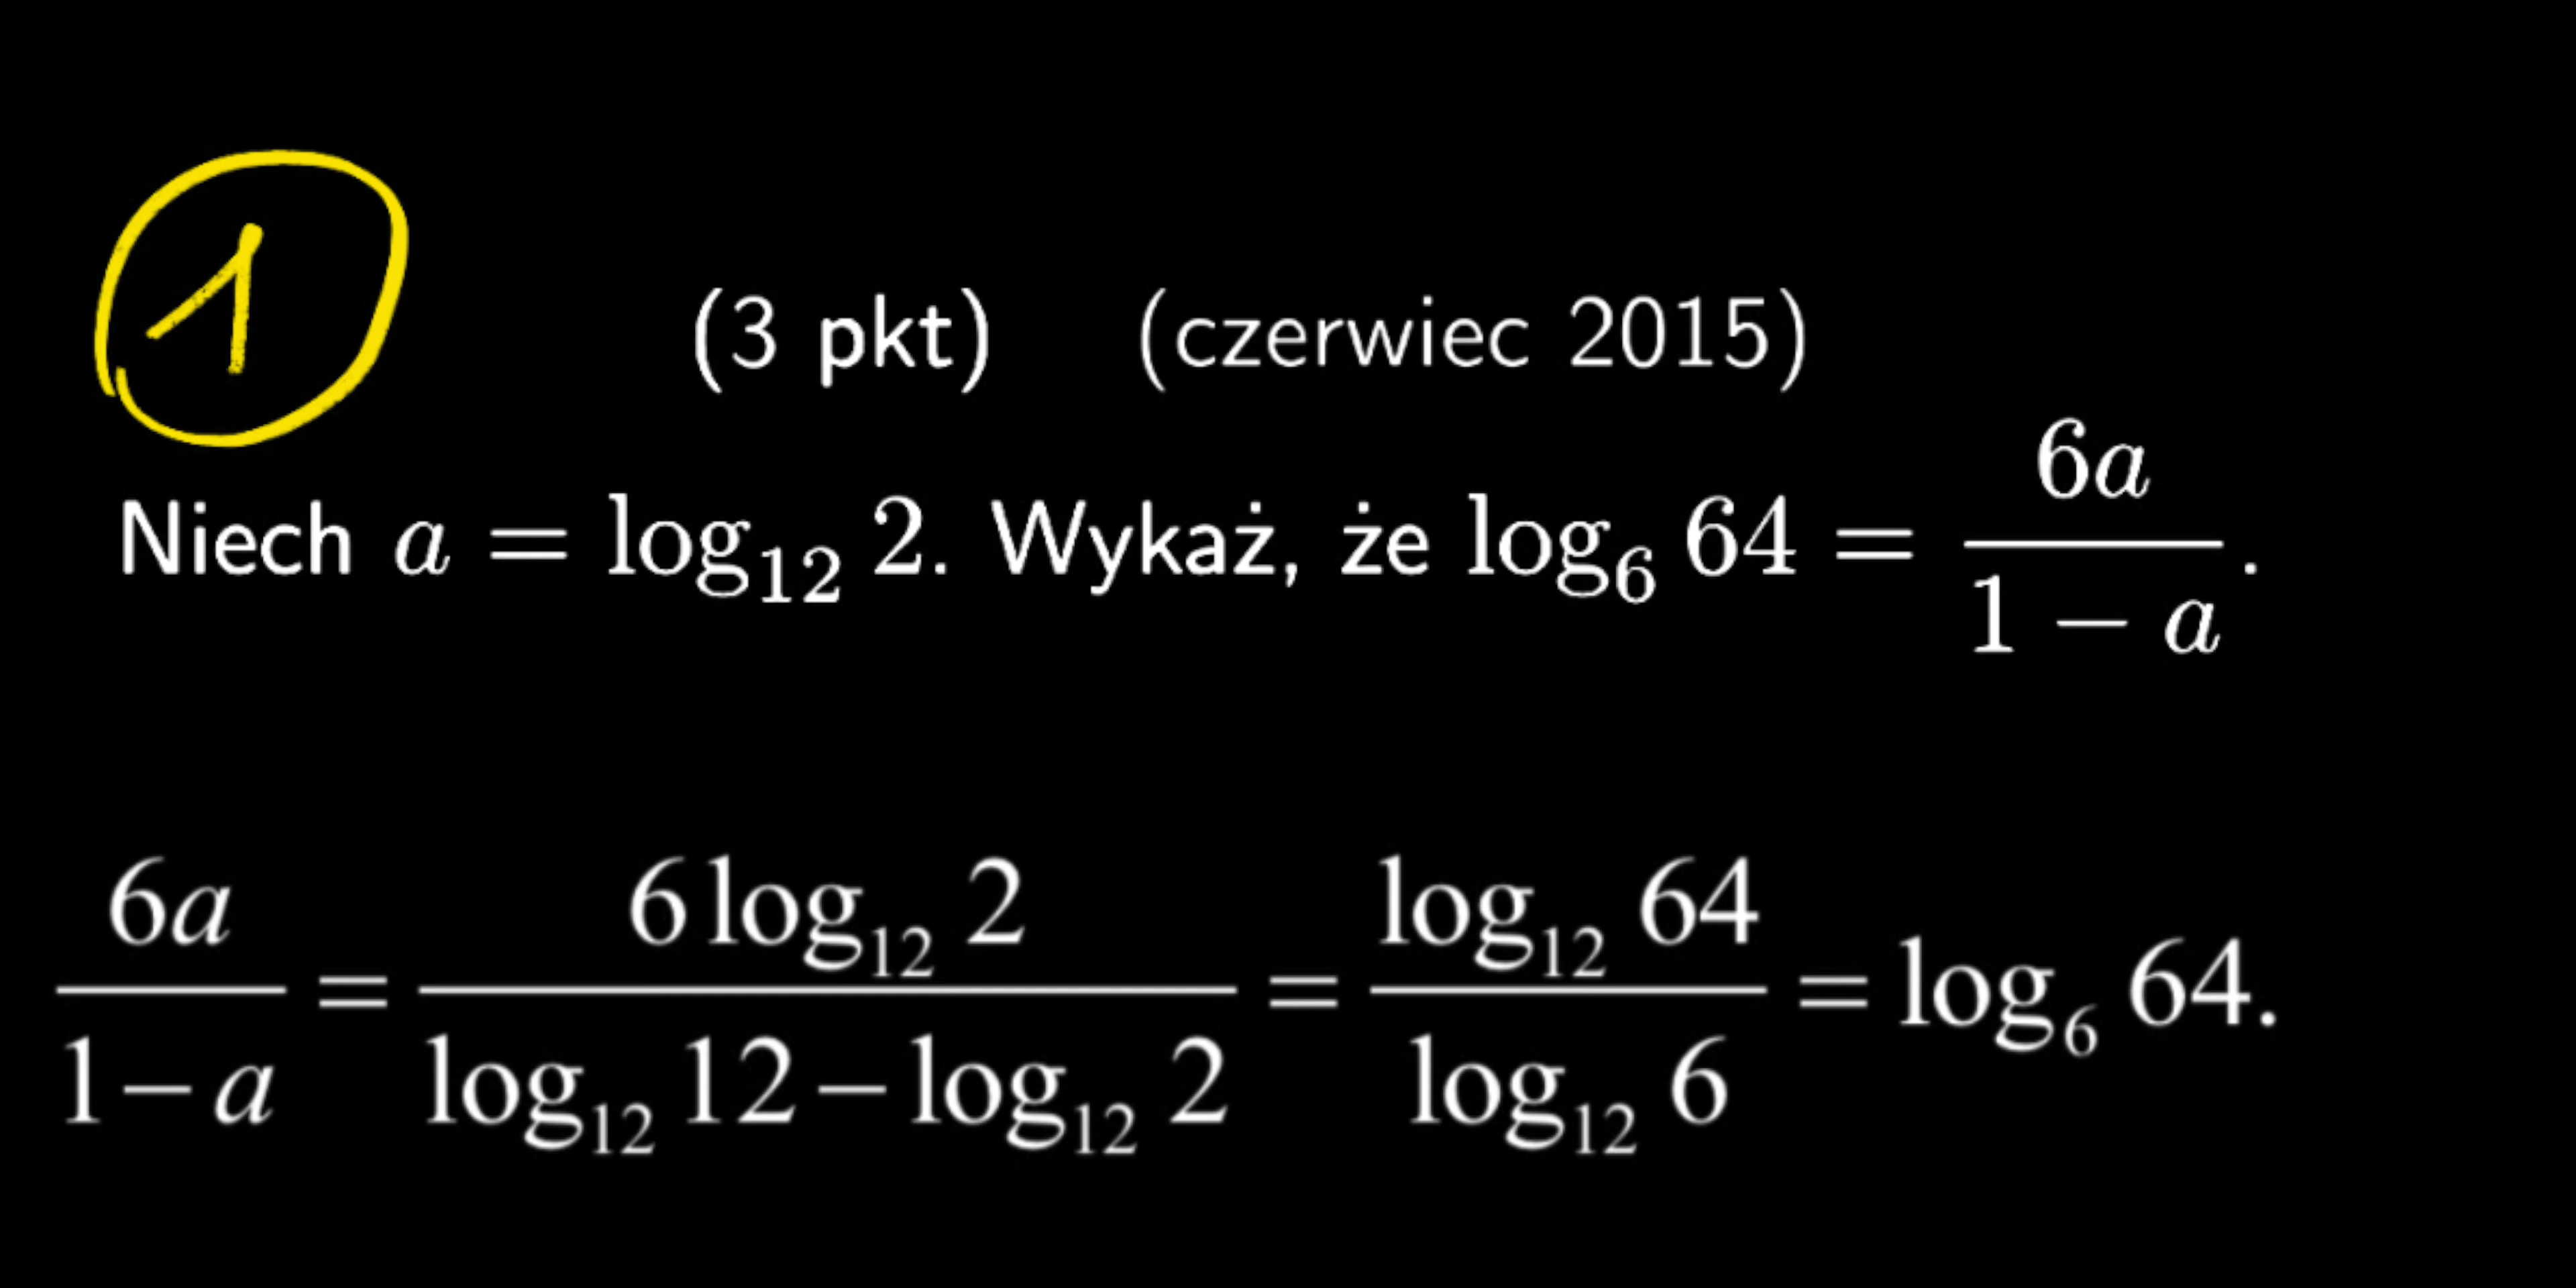 1
(3 pkt) (czerwiec 2015)
Niech a = log₁₂ 2. Wykaż, że log₆ 64 = 6a / (1 − a).
6a / (1 − a) = 6 log₁₂ 2 / (log₁₂ 12 − log₁₂ 2) = log₁₂ 64 / log₁₂ 6 = log₆ 64.